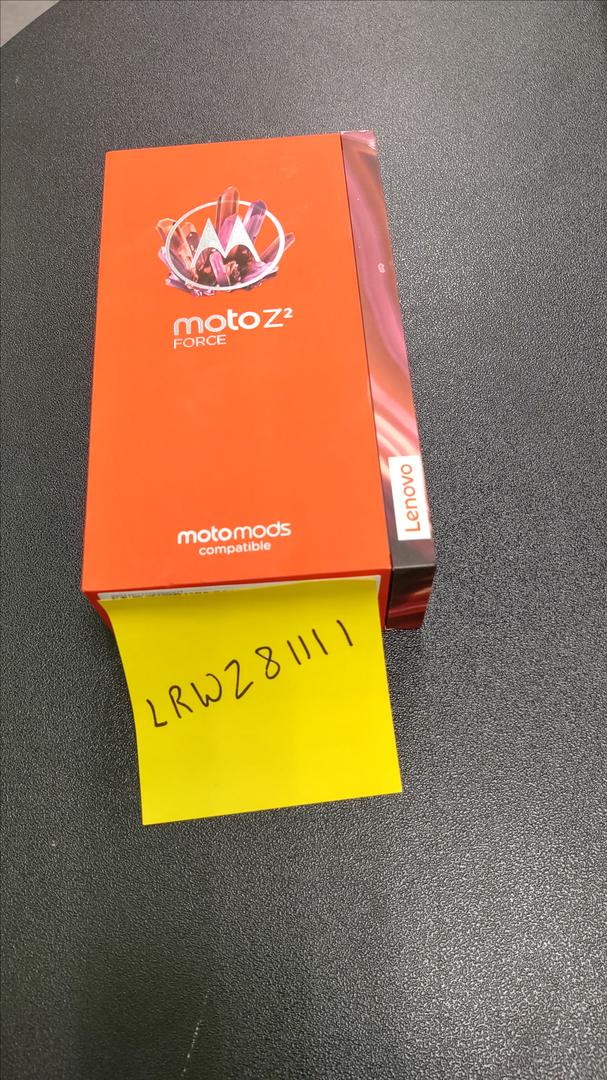 moto z²
FORCE
motomods
compatible
Lenovo
LRWZ81111